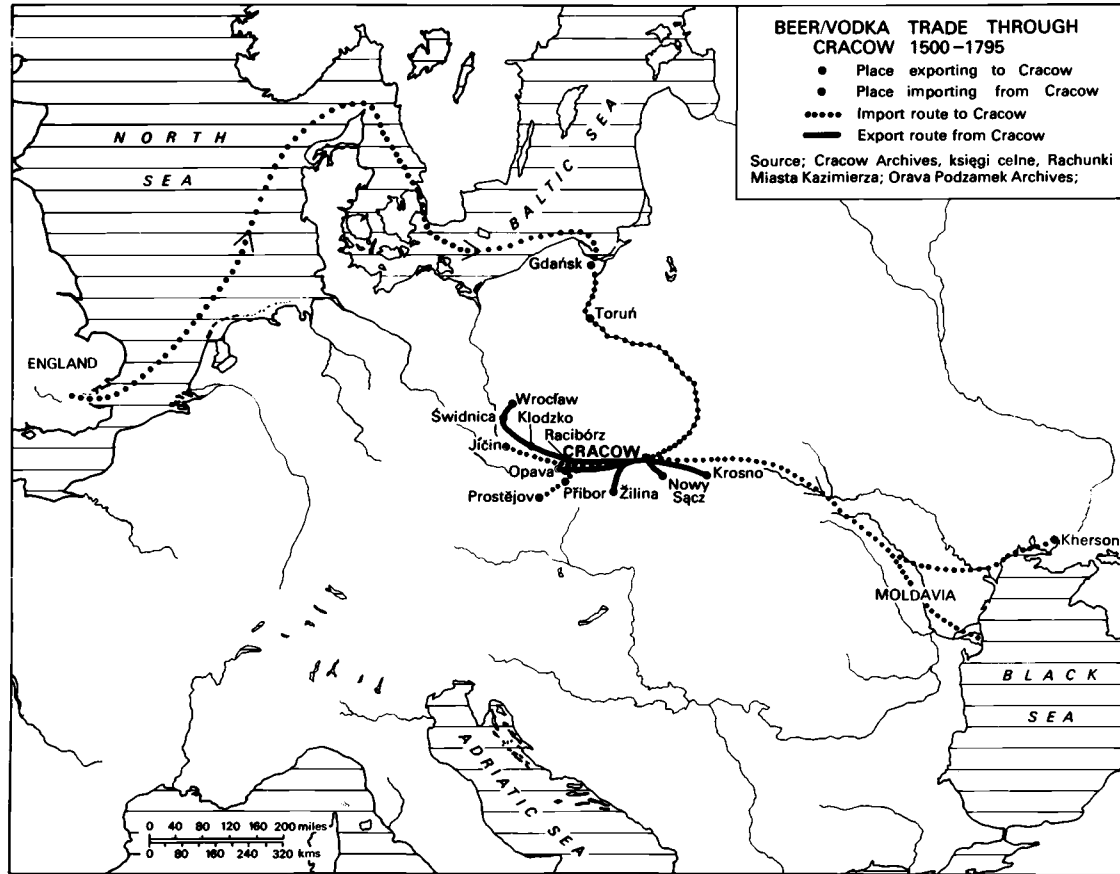 BEER/VODKA TRADE THROUGH
CRACOW 1500–1795
Place exporting to Cracow
Place importing from Cracow
Import route to Cracow
Export route from Cracow
Source; Cracow Archives, księgi celne, Rachunki
Miasta Kazimierza; Orava Podzamek Archives;
NORTH
SEA
BALTIC SEA
Gdańsk
Toruń
ENGLAND
Wrocław
Świdnica
Klodzko
Racibórz
Jíčin
CRACOW
Opava
Krosno
Nowy
Sącz
Prostějov
Příbor
Žilina
Kherson
MOLDAVIA
BLACK
SEA
ADRIATIC SEA
0 40 80 120 160 200 miles
0 80 160 240 320 kms